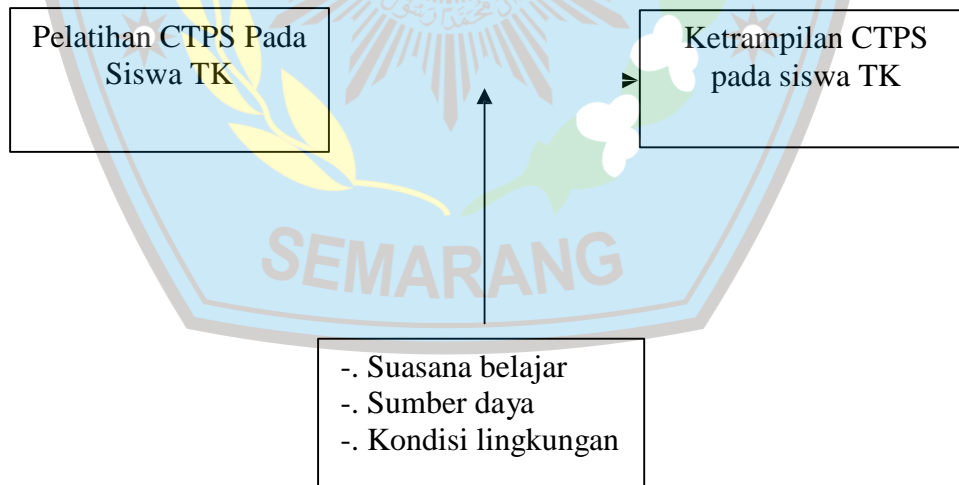 Pelatihan CTPS Pada
Siswa TK
Ketrampilan CTPS
pada siswa TK
SEMARANG
-. Suasana belajar
-. Sumber daya
-. Kondisi lingkungan